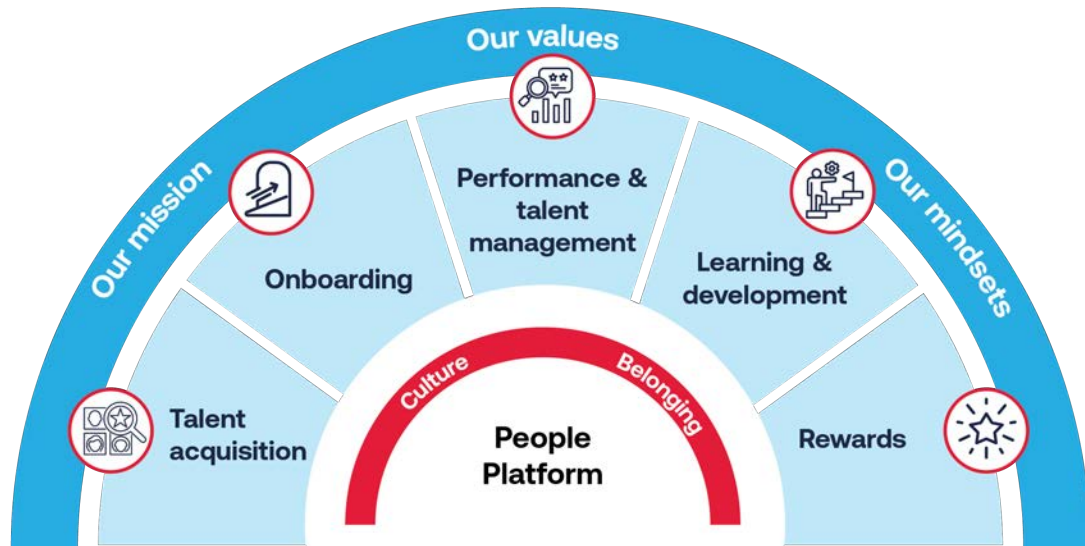 Our mission
Our values
Our mindsets
Talent
acquisition
Onboarding
Performance &
talent
management
Learning &
development
Rewards
Culture
Belonging
People
Platform